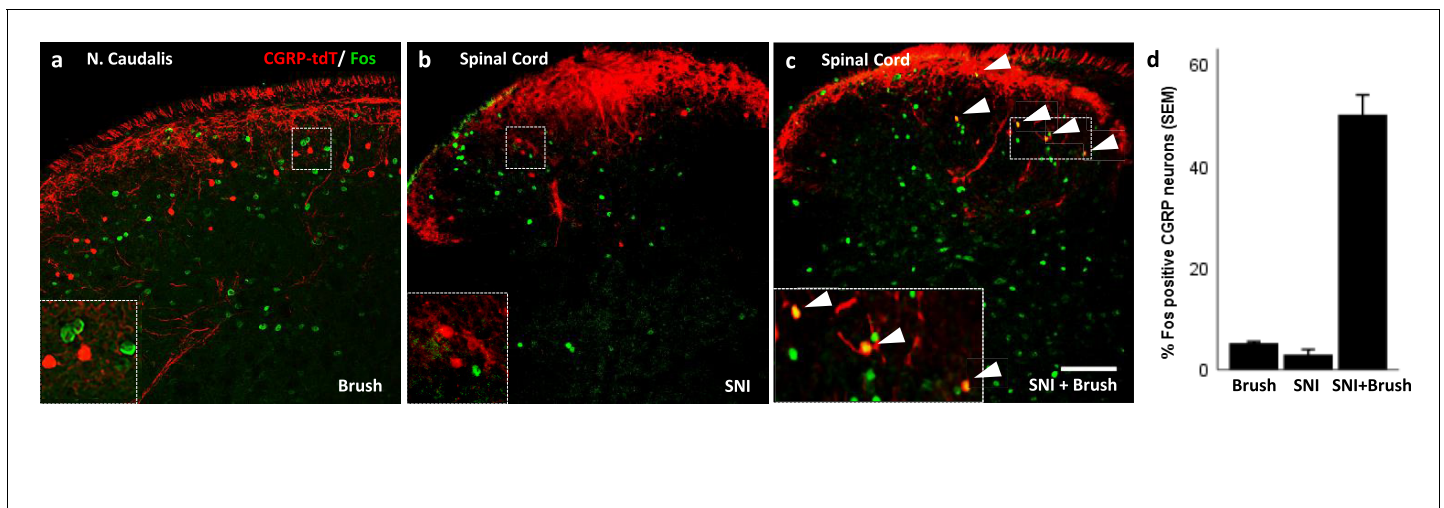 a N. Caudalis CGRP-tdT/ Fos
Brush
b Spinal Cord
SNI
c Spinal Cord
SNI + Brush
d
% Fos positive CGRP neurons (SEM)
60
40
20
0
Brush SNI SNI+Brush